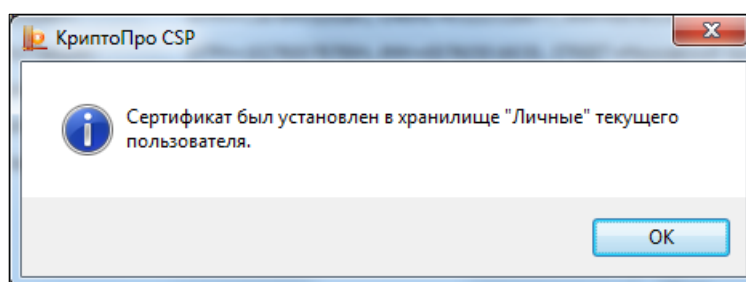 КриптоПро CSP
Сертификат был установлен в хранилище "Личные" текущего
пользователя.
OK